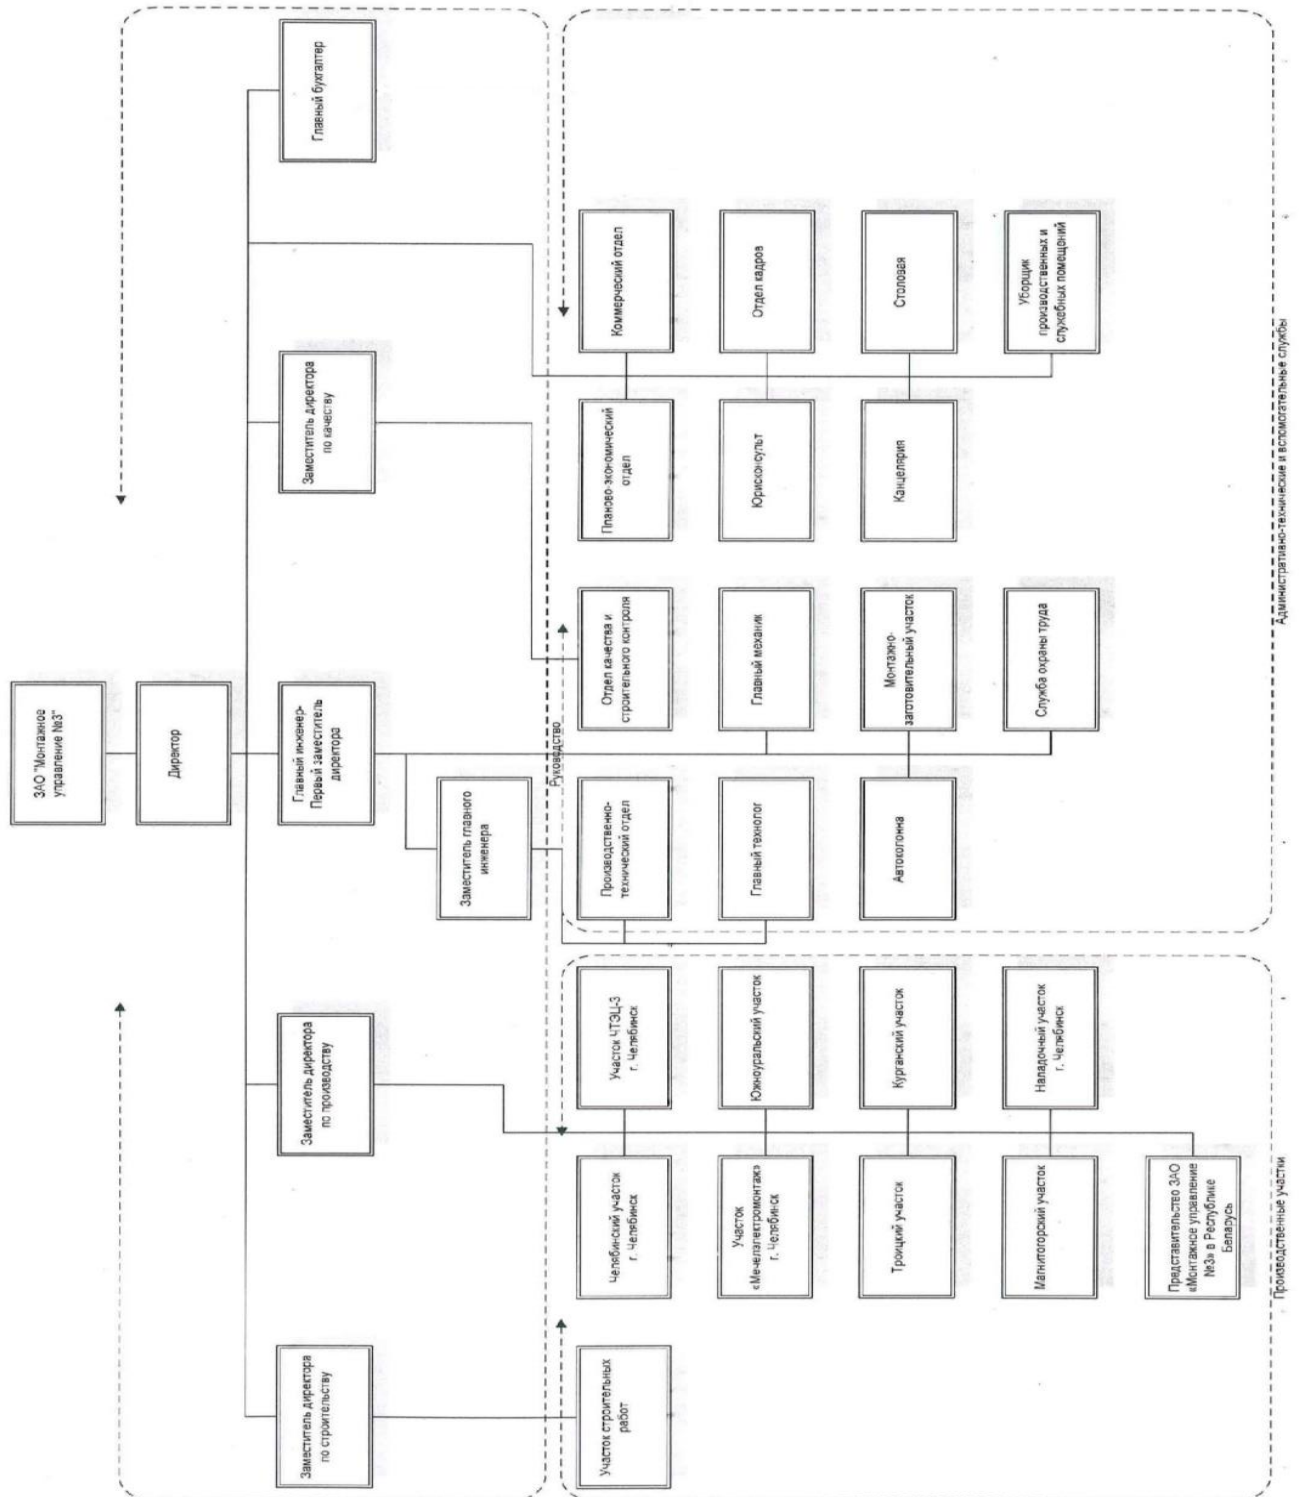 ЗАО "Монтажное
управление №3"
Директор
Заместитель директора
по строительству
Заместитель директора
по производству
Главный инженер-
Первый заместитель
директора
Заместитель директора
по качеству
Главный бухгалтер
Заместитель главного
инженера
Руководство
Участок строительных
работ
Челябинский участок
г. Челябинск
Участок ЧТЭЦ-3
г. Челябинск
Участок
«Мечелэлектромонтаж»
г. Челябинск
Южноуральский участок
Троицкий участок
Курганский участок
Магнитогорский участок
Наладочный участок
г. Челябинск
Представительство ЗАО
«Монтажное управление
№3» в Республике
Беларусь
Производственные участки
Производственно-
технический отдел
Отдел качества и
строительного контроля
Планово-экономический
отдел
Коммерческий отдел
Главный технолог
Главный механик
Юрисконсульт
Отдел кадров
Автоколонна
Монтажно-
заготовительный участок
Канцелярия
Столовая
Служба охраны труда
Уборщик
производственных и
служебных помещений
Административно-технические и вспомогательные службы